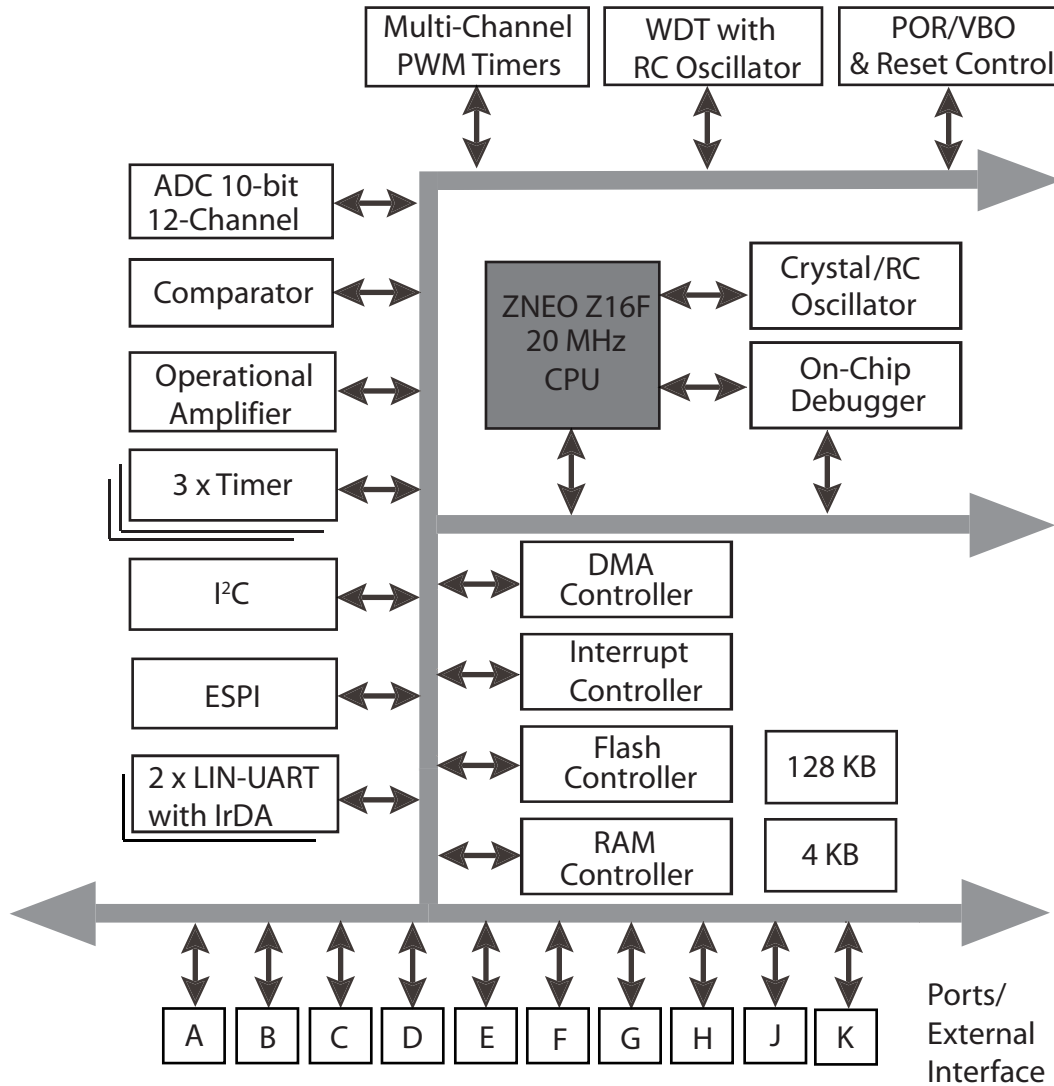 Multi-Channel
PWM Timers
WDT with
RC Oscillator
POR/VBO
& Reset Control
ADC 10-bit
12-Channel
Comparator
Operational
Amplifier
3 x Timer
I²C
ESPI
2 x LIN-UART
with IrDA
ZNEO Z16F
20 MHz
CPU
Crystal/RC
Oscillator
On-Chip
Debugger
DMA
Controller
Interrupt
Controller
Flash
Controller
128 KB
RAM
Controller
4 KB
A B C D E F G H J K
Ports/
External
Interface